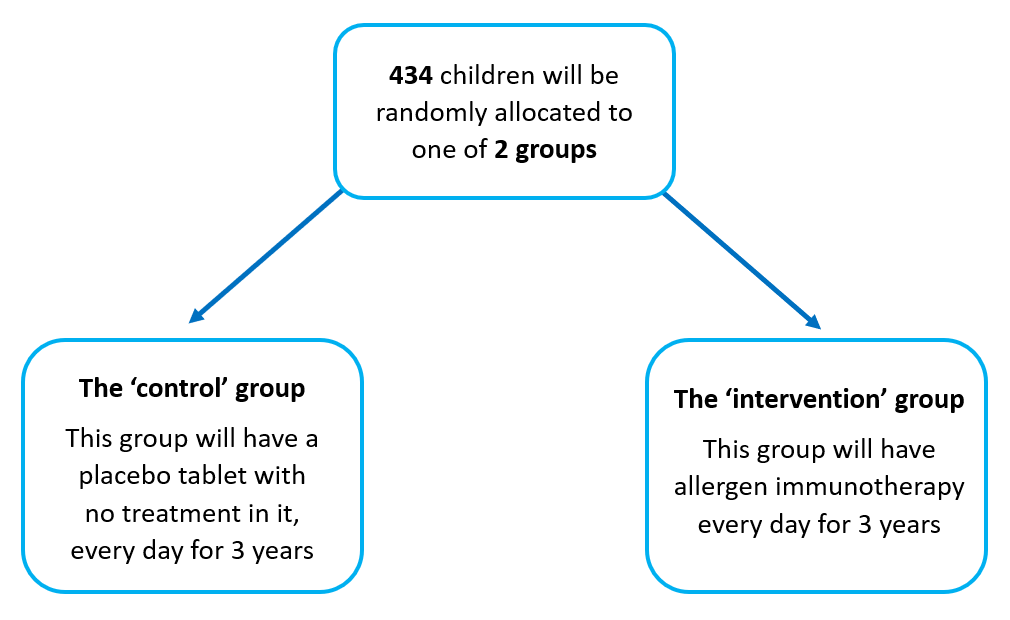 434 children will be
randomly allocated to
one of 2 groups
The ‘control’ group
This group will have a
placebo tablet with
no treatment in it,
every day for 3 years
The ‘intervention’ group
This group will have
allergen immunotherapy
every day for 3 years